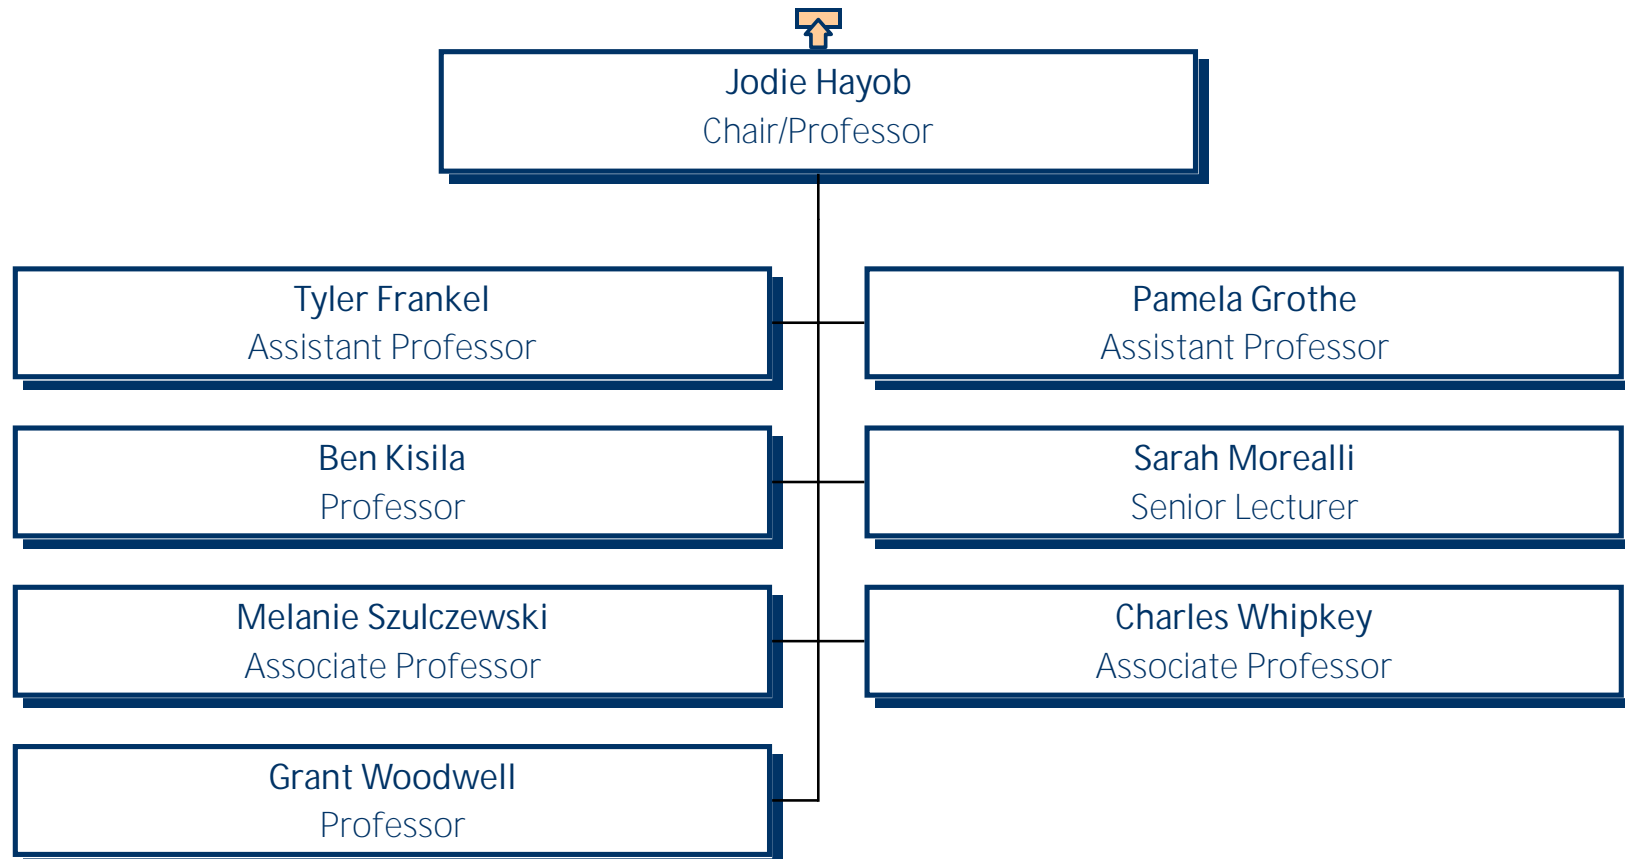 Jodie Hayob
Chair/Professor
Tyler Frankel
Assistant Professor
Pamela Grothe
Assistant Professor
Ben Kisila
Professor
Sarah Morealli
Senior Lecturer
Melanie Szulczewski
Associate Professor
Charles Whipkey
Associate Professor
Grant Woodwell
Professor